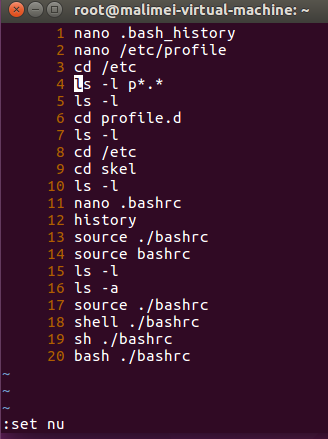 root@malimei-virtual-machine: ~
1 nano .bash_history
2 nano /etc/profile
3 cd /etc
4 ls -l p*.*
5 ls -l
6 cd profile.d
7 ls -l
8 cd /etc
9 cd skel
10 ls -l
11 nano .bashrc
12 history
13 source ./bashrc
14 source bashrc
15 ls -l
16 ls -a
17 source ./bashrc
18 shell ./bashrc
19 sh ./bashrc
20 bash ./bashrc
~
~
~
:set nu